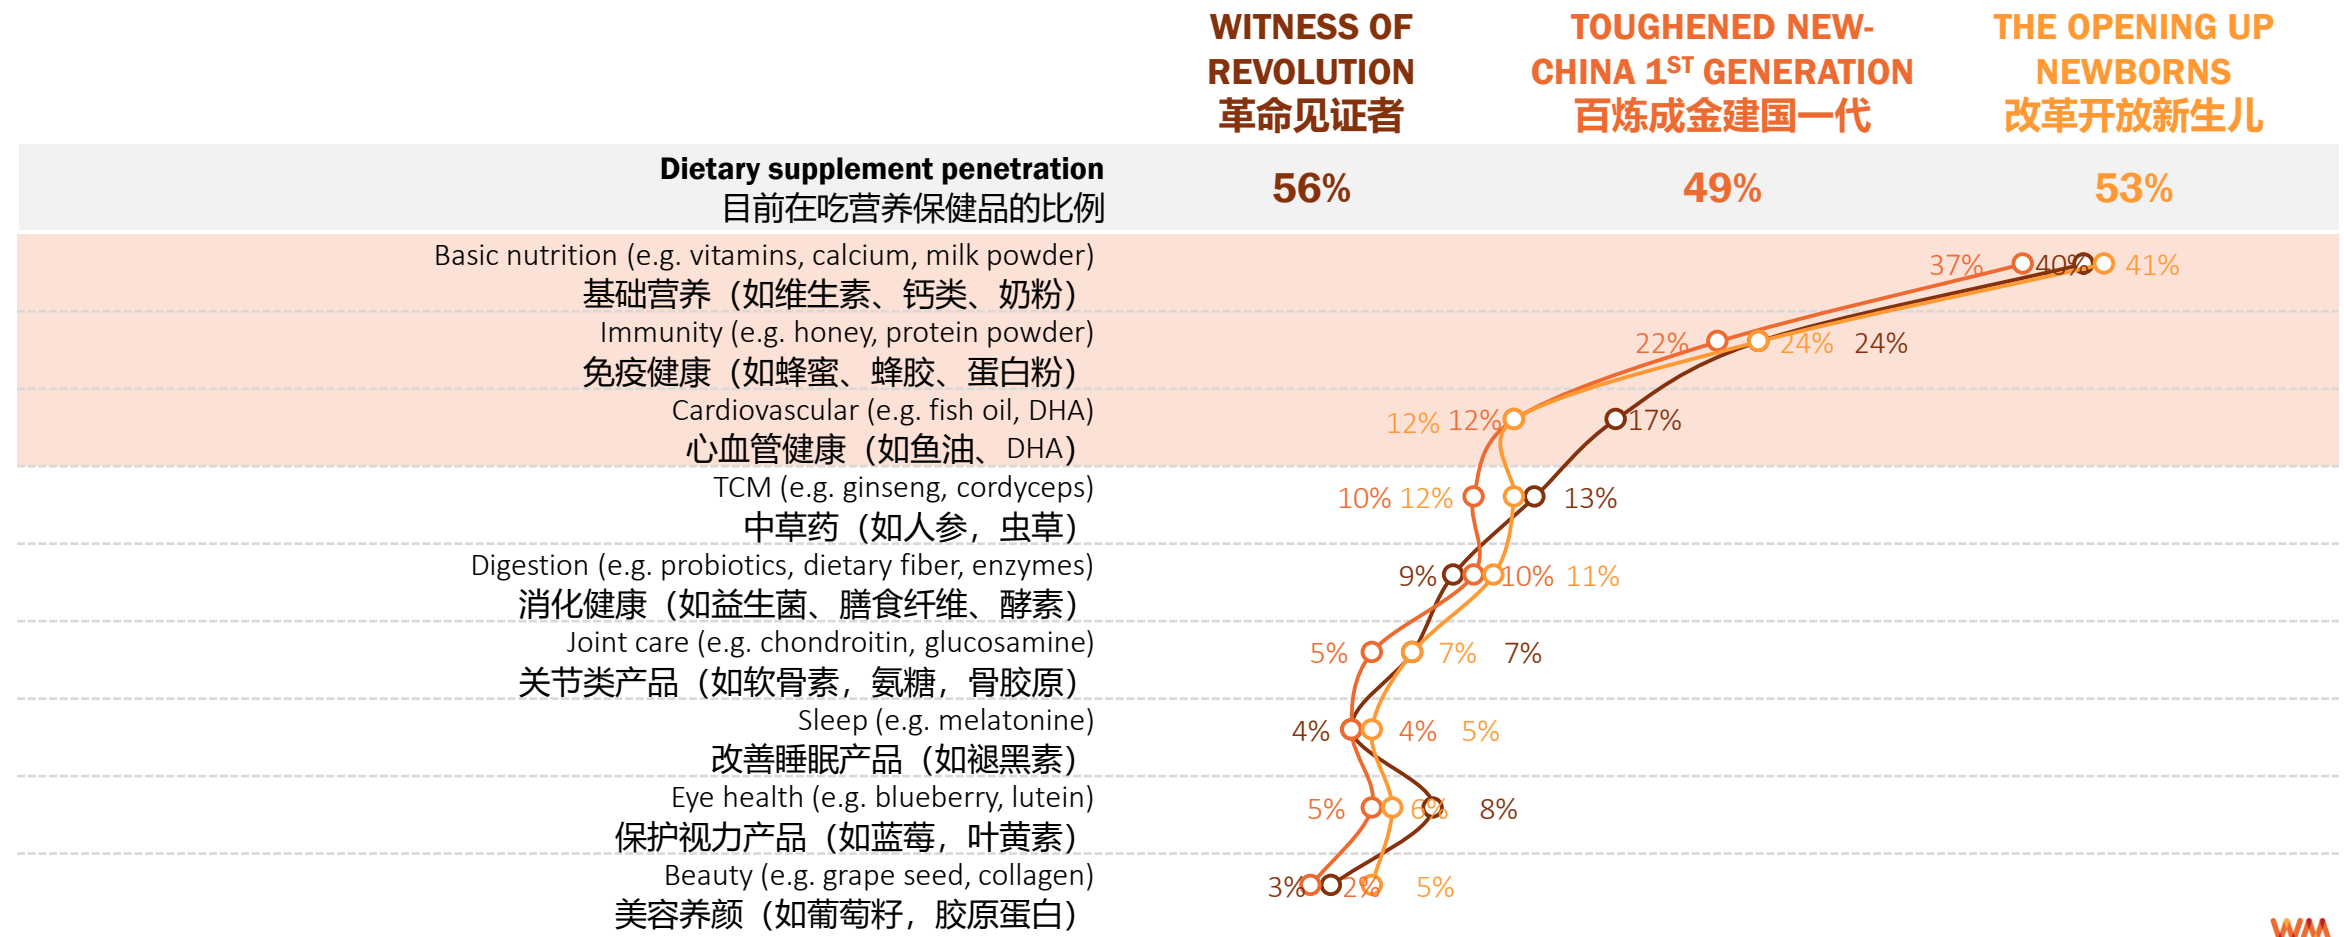 WITNESS OF
REVOLUTION
革命见证者
TOUGHENED NEW-
CHINA 1ST GENERATION
百炼成金建国一代
THE OPENING UP
NEWBORNS
改革开放新生儿
Dietary supplement penetration
目前在吃营养保健品的比例
56%
49%
53%
Basic nutrition (e.g. vitamins, calcium, milk powder)
基础营养（如维生素、钙类、奶粉）
37% 40% 41%
Immunity (e.g. honey, protein powder)
免疫健康（如蜂蜜、蜂胶、蛋白粉）
22% 24% 24%
Cardiovascular (e.g. fish oil, DHA)
心血管健康（如鱼油、DHA）
12% 12% 17%
TCM (e.g. ginseng, cordyceps)
中草药（如人参，虫草）
10% 12% 13%
Digestion (e.g. probiotics, dietary fiber, enzymes)
消化健康（如益生菌、膳食纤维、酵素）
9% 10% 11%
Joint care (e.g. chondroitin, glucosamine)
关节类产品（如软骨素，氨糖，骨胶原）
5% 7% 7%
Sleep (e.g. melatonine)
改善睡眠产品（如褪黑素）
4% 4% 5%
Eye health (e.g. blueberry, lutein)
保护视力产品（如蓝莓，叶黄素）
5% 6% 8%
Beauty (e.g. grape seed, collagen)
美容养颜（如葡萄籽，胶原蛋白）
3% 2% 5%
WM